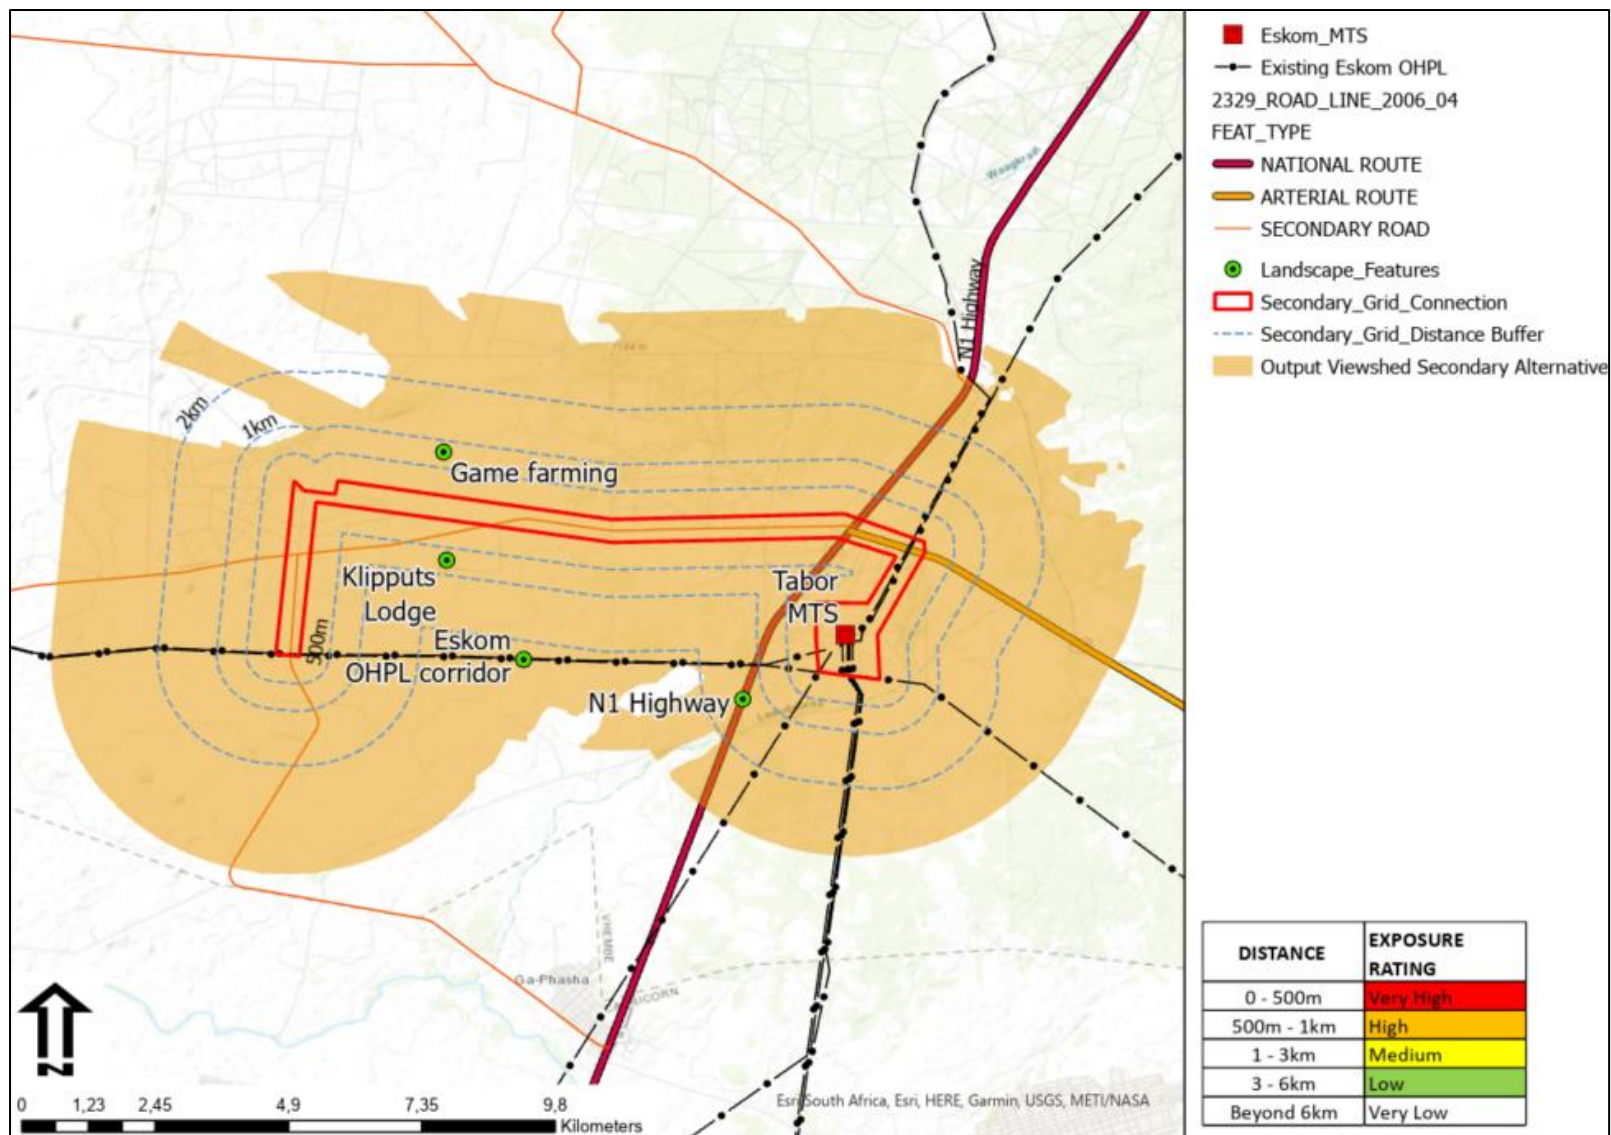 Eskom_MTS
Existing Eskom OHPL
2329_ROAD_LINE_2006_04
FEAT_TYPE
NATIONAL ROUTE
ARTERIAL ROUTE
SECONDARY ROAD
Landscape_Features
Secondary_Grid_Connection
Secondary_Grid_Distance Buffer
Output Viewshed Secondary Alternative
N1 Highway
2km
1km
Game farming
Klipputs
Lodge
500m
Eskom
OHPL corridor
Tabor
MTS
N1 Highway
VHEMBE
Ga-Phasha
N
0 1,23 2,45 4,9 7,35 9,8
Kilometers
Esri South Africa, Esri, HERE, Garmin, USGS, METI/NASA
DISTANCE EXPOSURE
RATING
0 - 500m Very High
500m - 1km High
1 - 3km Medium
3 - 6km Low
Beyond 6km Very Low